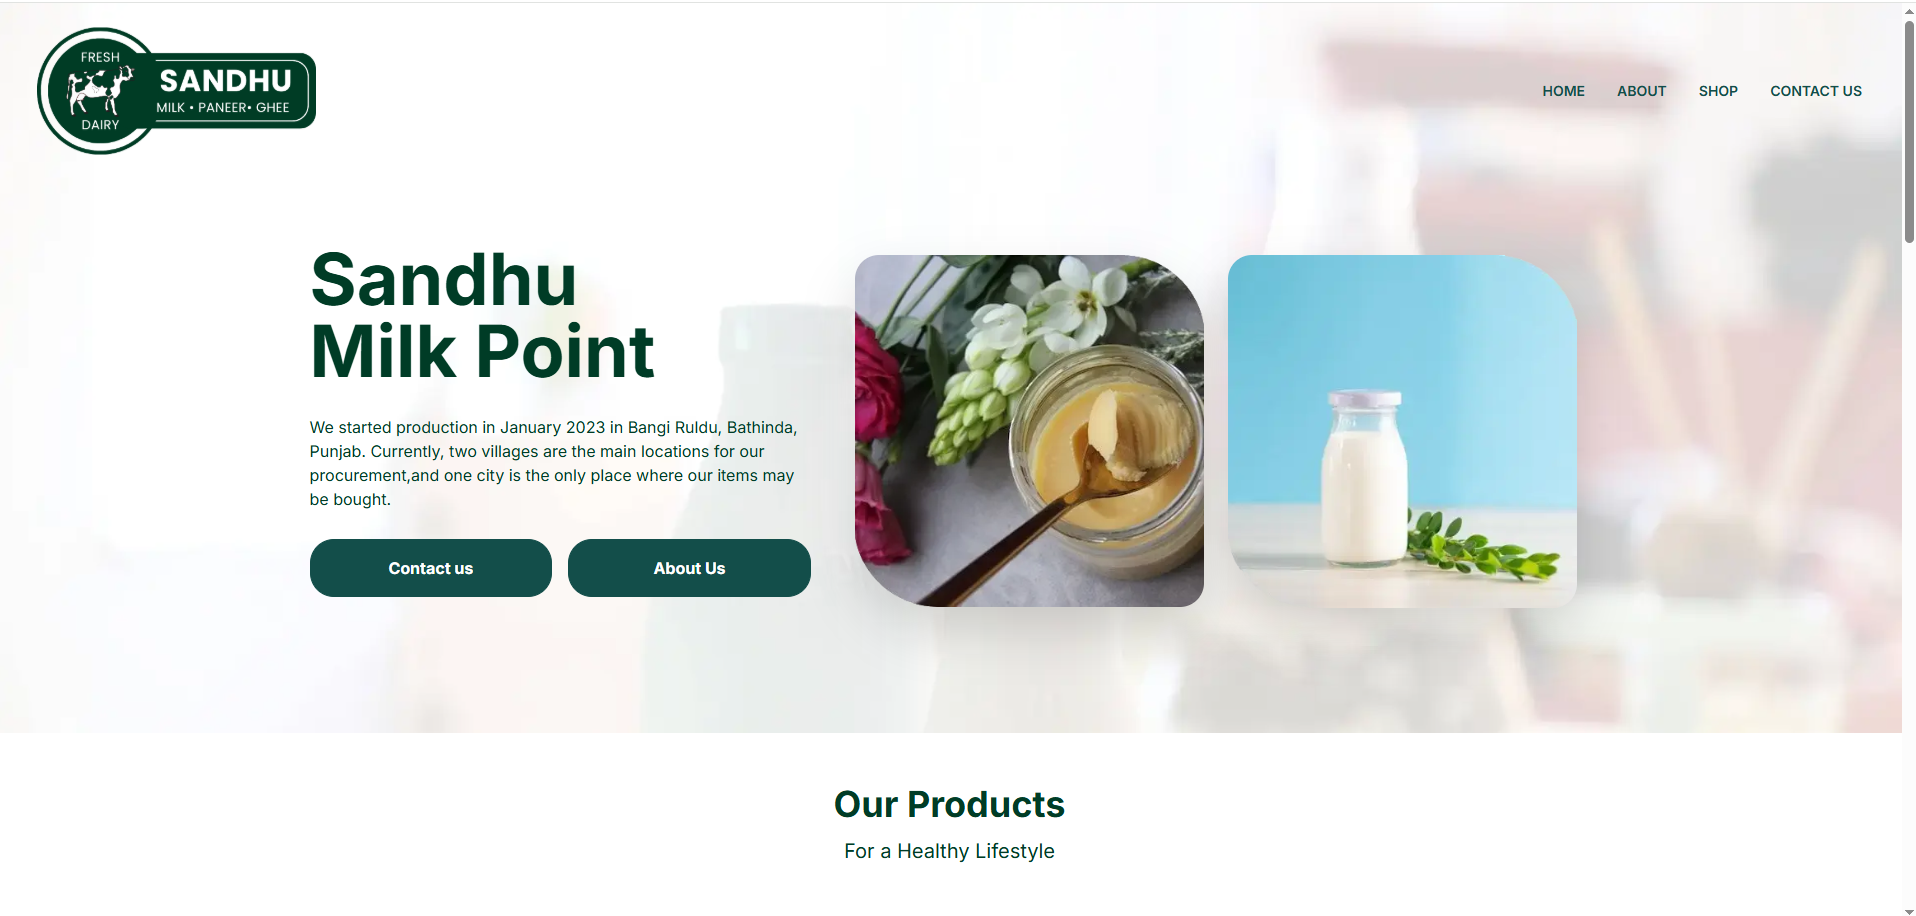 FRESH
SANDHU
MILK • PANEER• GHEE
DAIRY
HOME ABOUT SHOP CONTACT US
Sandhu
Milk Point
We started production in January 2023 in Bangi Ruldu, Bathinda,
Punjab. Currently, two villages are the main locations for our
procurement,and one city is the only place where our items may
be bought.
Contact us About Us
Our Products
For a Healthy Lifestyle